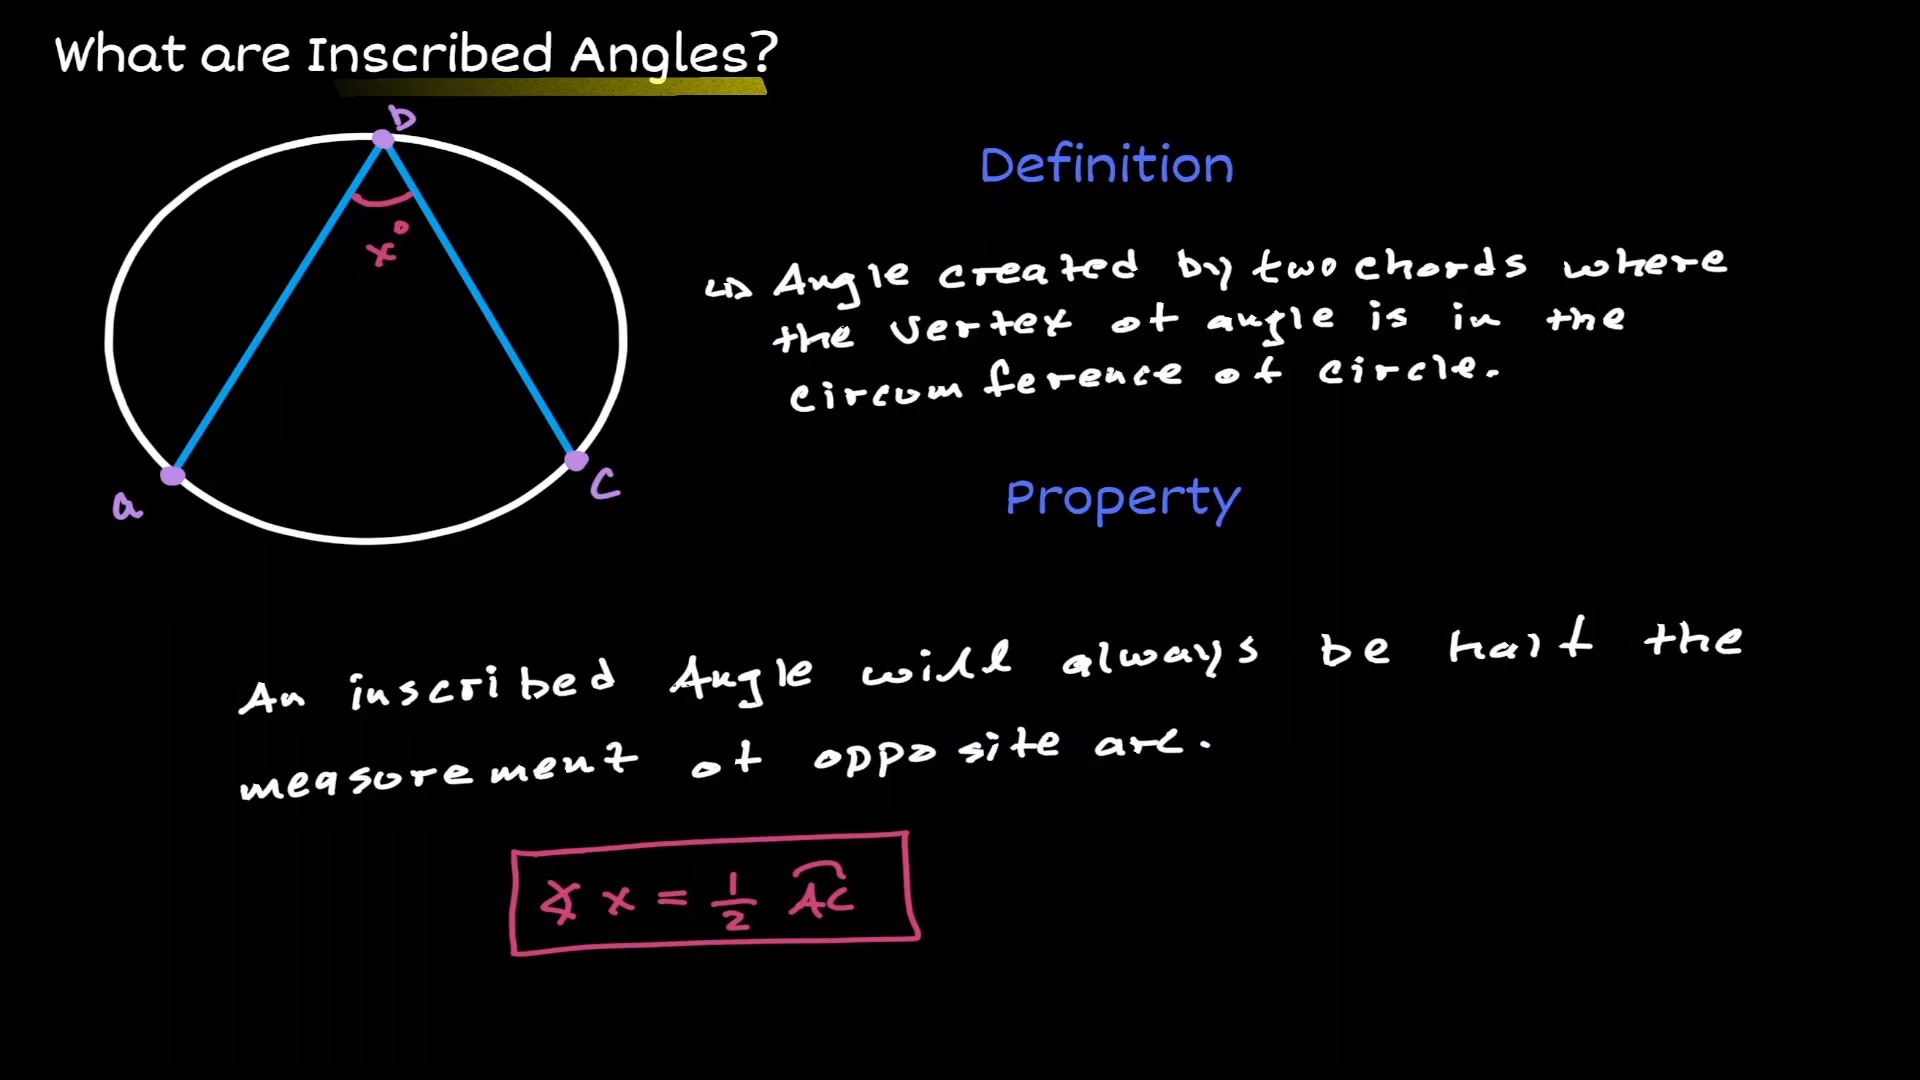 What are Inscribed Angles?
D
x°
a
C
Definition
↳ Angle created by two chords where
the vertex of angle is in the
circumference of circle.
Property
An inscribed Angle will always be half the
measurement of opposite arc.
∢ x = 1/2 A͡C